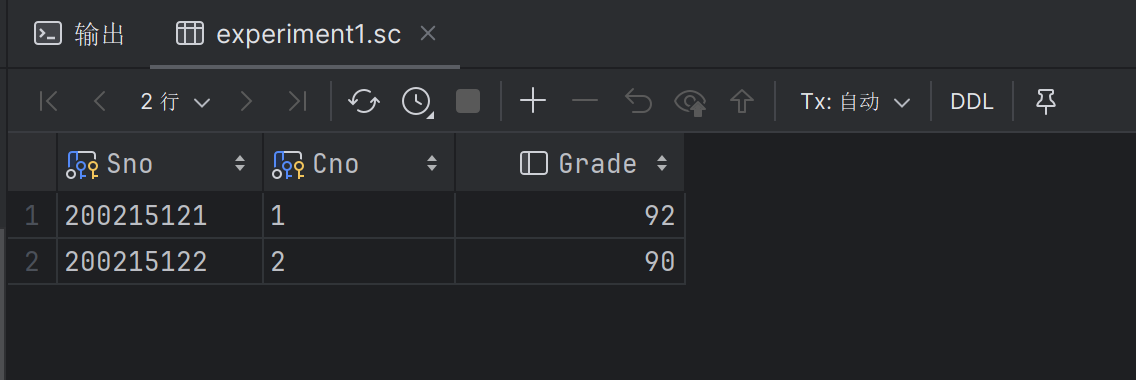 输出 experiment1.sc
2 行 Tx: 自动 DDL
Sno Cno Grade
1 200215121 1 92
2 200215122 2 90